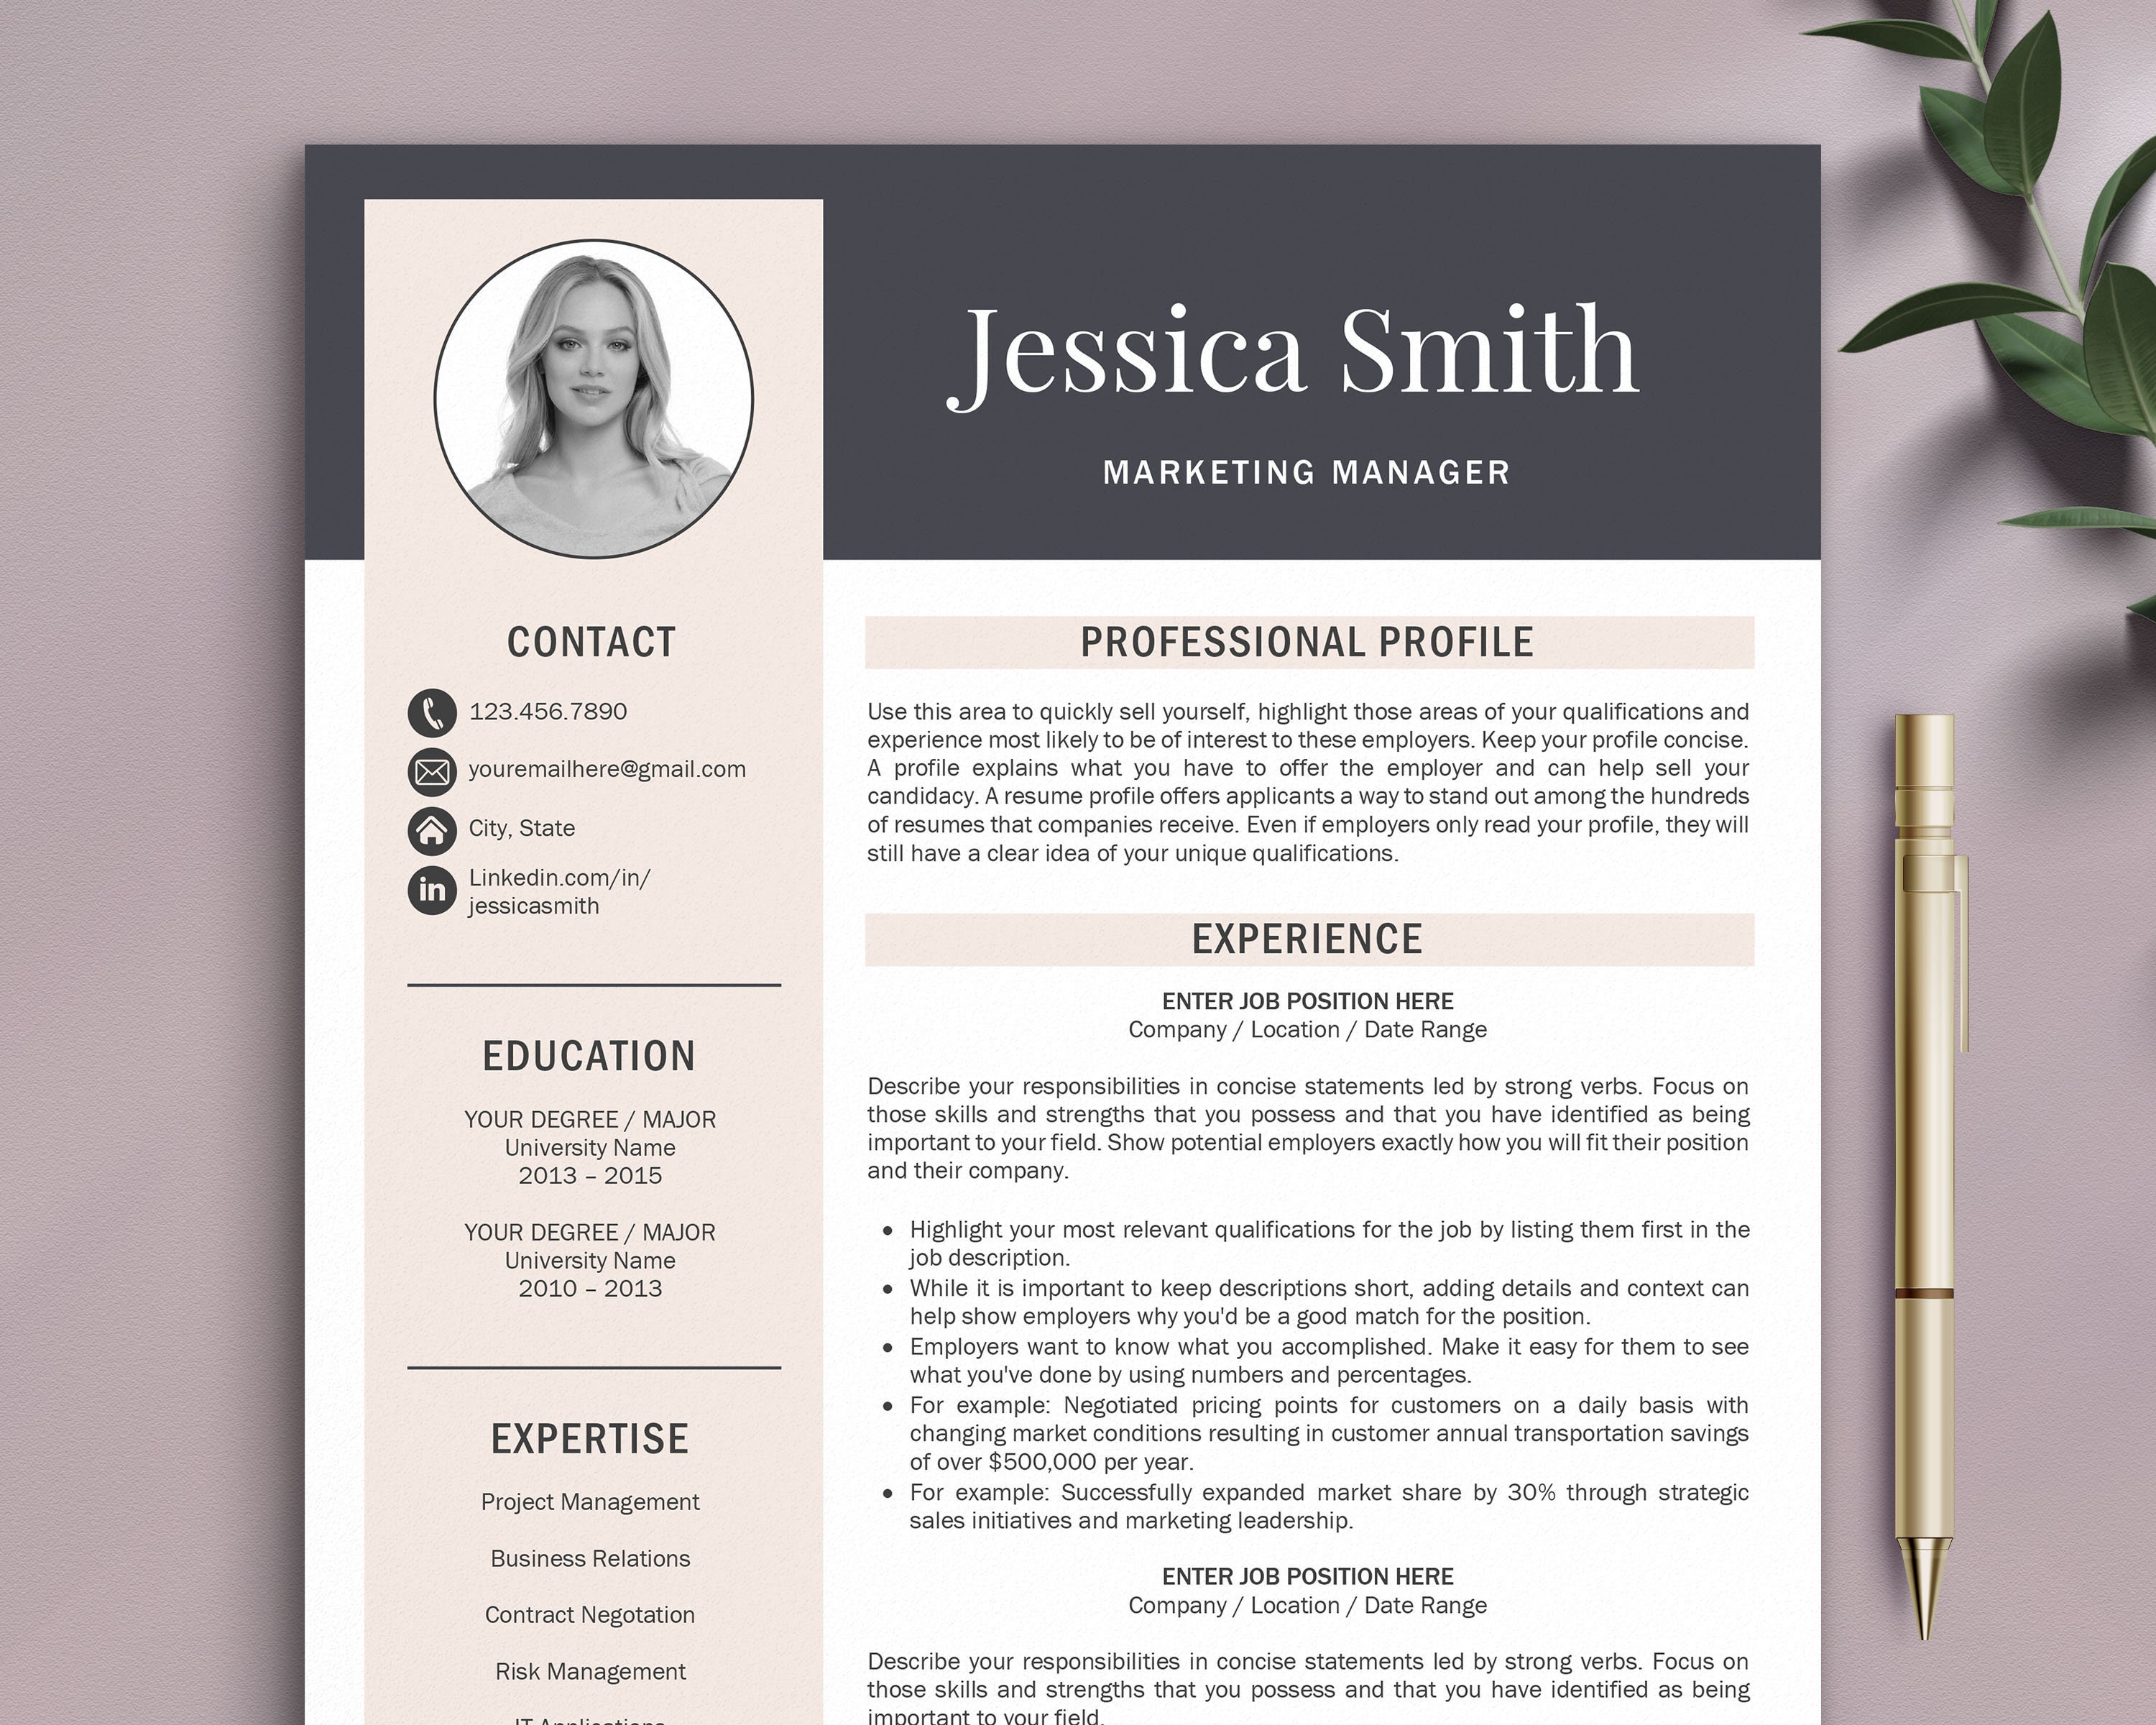 Jessica Smith
MARKETING MANAGER
CONTACT
123.456.7890
youremailhere@gmail.com
City, State
in
Linkedin.com/in/
jessicasmith
EDUCATION
YOUR DEGREE / MAJOR
University Name
2013 – 2015
YOUR DEGREE / MAJOR
University Name
2010 – 2013
EXPERTISE
Project Management
Business Relations
Contract Negotation
Risk Management
IT Applications
PROFESSIONAL PROFILE
Use this area to quickly sell yourself, highlight those areas of your qualifications and
experience most likely to be of interest to these employers. Keep your profile concise.
A profile explains what you have to offer the employer and can help sell your
candidacy. A resume profile offers applicants a way to stand out among the hundreds
of resumes that companies receive. Even if employers only read your profile, they will
still have a clear idea of your unique qualifications.
EXPERIENCE
ENTER JOB POSITION HERE
Company / Location / Date Range
Describe your responsibilities in concise statements led by strong verbs. Focus on
those skills and strengths that you possess and that you have identified as being
important to your field. Show potential employers exactly how you will fit their position
and their company.
• Highlight your most relevant qualifications for the job by listing them first in the
job description.
• While it is important to keep descriptions short, adding details and context can
help show employers why you'd be a good match for the position.
• Employers want to know what you accomplished. Make it easy for them to see
what you've done by using numbers and percentages.
• For example: Negotiated pricing points for customers on a daily basis with
changing market conditions resulting in customer annual transportation savings
of over $500,000 per year.
• For example: Successfully expanded market share by 30% through strategic
sales initiatives and marketing leadership.
ENTER JOB POSITION HERE
Company / Location / Date Range
Describe your responsibilities in concise statements led by strong verbs. Focus on
those skills and strengths that you possess and that you have identified as being
important to your field.